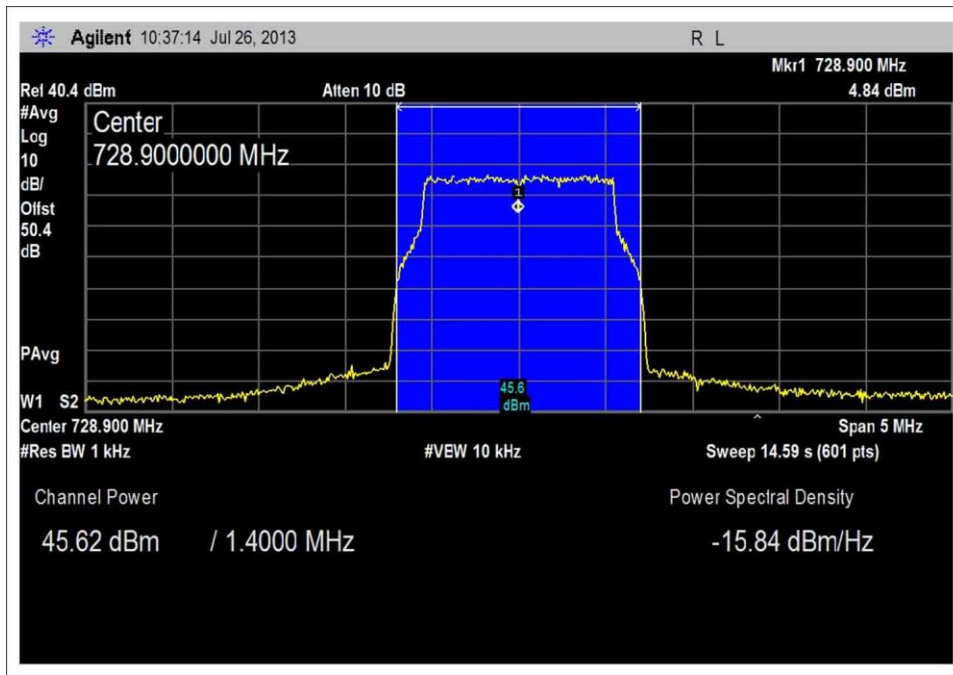 Agilent 10:37:14 Jul 26, 2013 R L
Mkr1 728.900 MHz
Rel 40.4 dBm Atten 10 dB 4.84 dBm
#Avg
Log
10
dB/
Offst
50.4
dB
Center
728.9000000 MHz
1
PAvg
45.6
dBm
W1 S2
Center 728.900 MHz Span 5 MHz
#Res BW 1 kHz #VBW 10 kHz Sweep 14.59 s (601 pts)
Channel Power Power Spectral Density
45.62 dBm / 1.4000 MHz -15.84 dBm/Hz